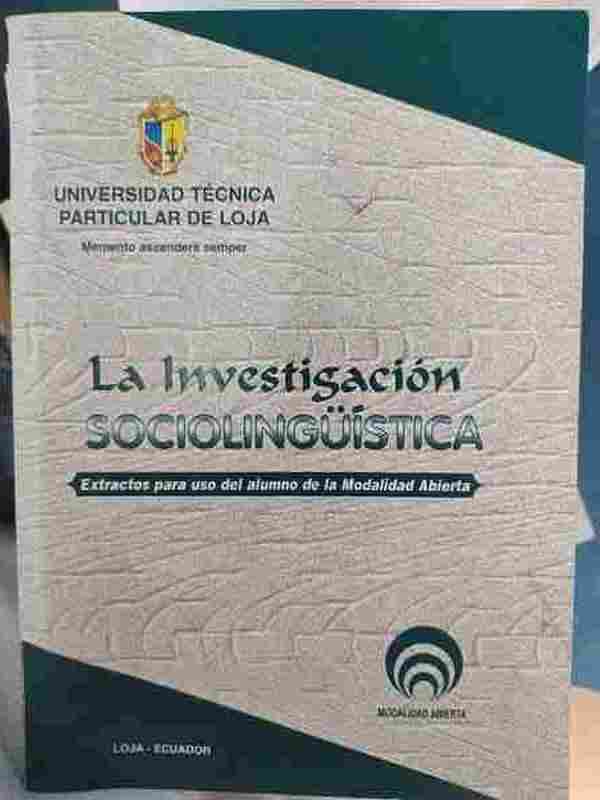 UNIVERSIDAD TÉCNICA
PARTICULAR DE LOJA
Memento ascendere semper
La Investigación
SOCIOLINGÜÍSTICA
Extractos para uso del alumno de la Modalidad Abierta
MODALIDAD ABIERTA
LOJA - ECUADOR